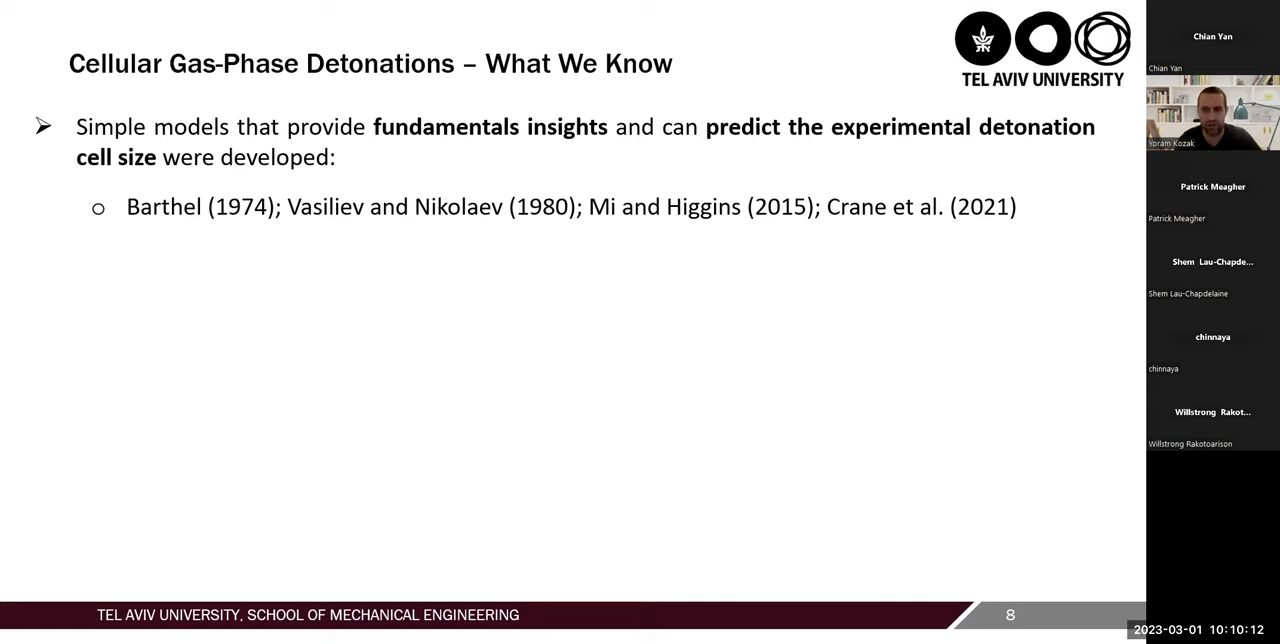 Cellular Gas-Phase Detonations – What We Know
TEL AVIV UNIVERSITY
➢ Simple models that provide fundamentals insights and can predict the experimental detonation
cell size were developed:
o Barthel (1974); Vasiliev and Nikolaev (1980); Mi and Higgins (2015); Crane et al. (2021)
TEL AVIV UNIVERSITY, SCHOOL OF MECHANICAL ENGINEERING
8
Chian Yan
Chian Yan
Yoram Kozak
Patrick Meagher
Patrick Meagher
Shem Lau-Chapde...
Shem Lau-Chapdelaine
chinnaya
chinnaya
Willstrong Rakot...
Willstrong Rakotoarison
2023-03-01 10:10:12